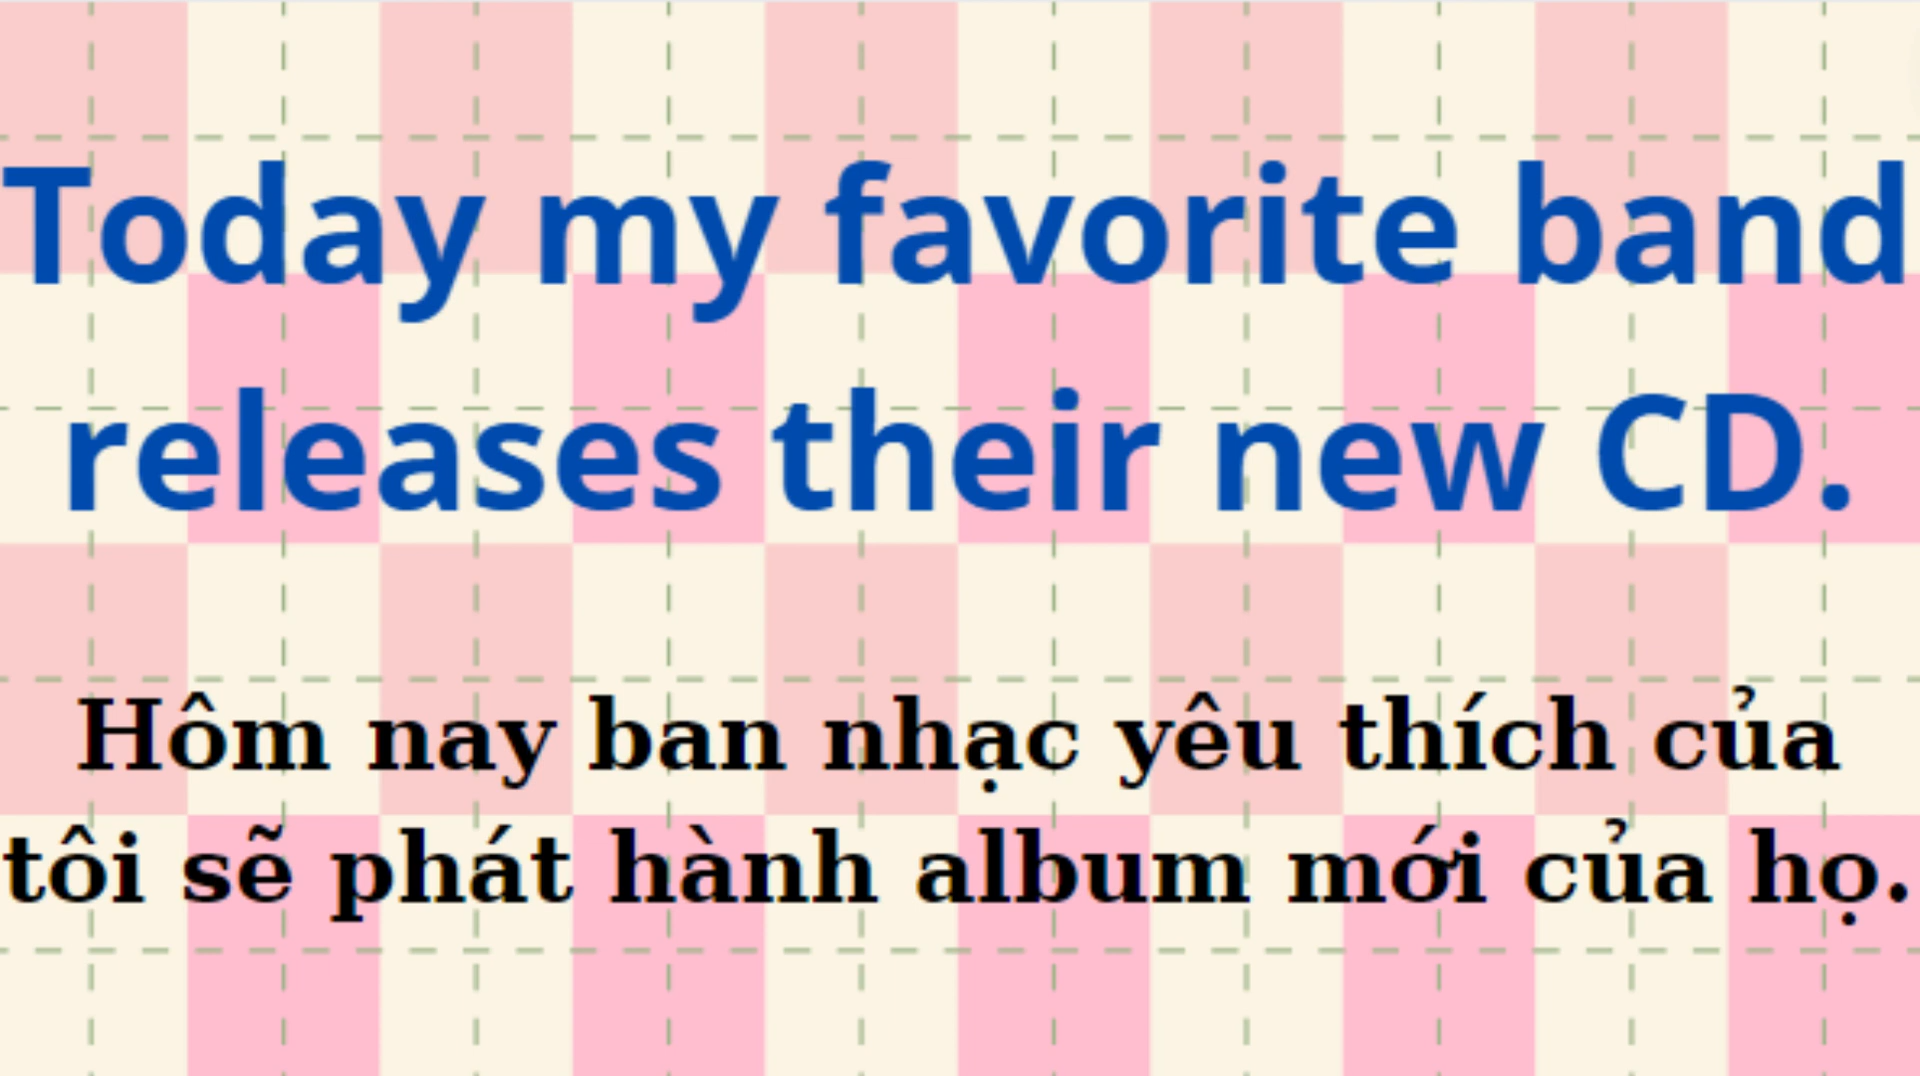 Today my favorite band
releases their new CD.
Hôm nay ban nhạc yêu thích của
tôi sẽ phát hành album mới của họ.